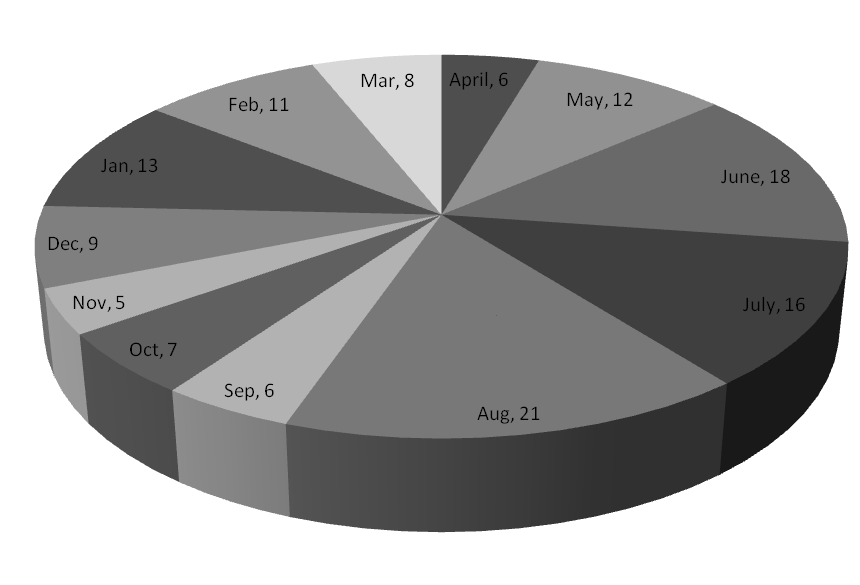 Mar, 8
April, 6
May, 12
Feb, 11
Jan, 13
June, 18
Dec, 9
Nov, 5
July, 16
Oct, 7
Sep, 6
Aug, 21